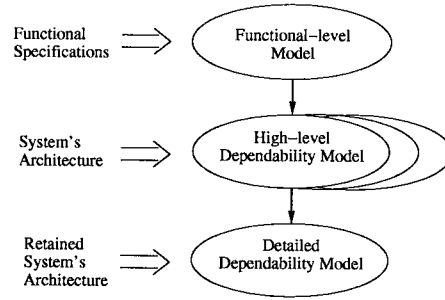 Functional
Specifications
Functional-level
Model
System's
Architecture
High-level
Dependability Model
Retained
System's
Architecture
Detailed
Dependability Model